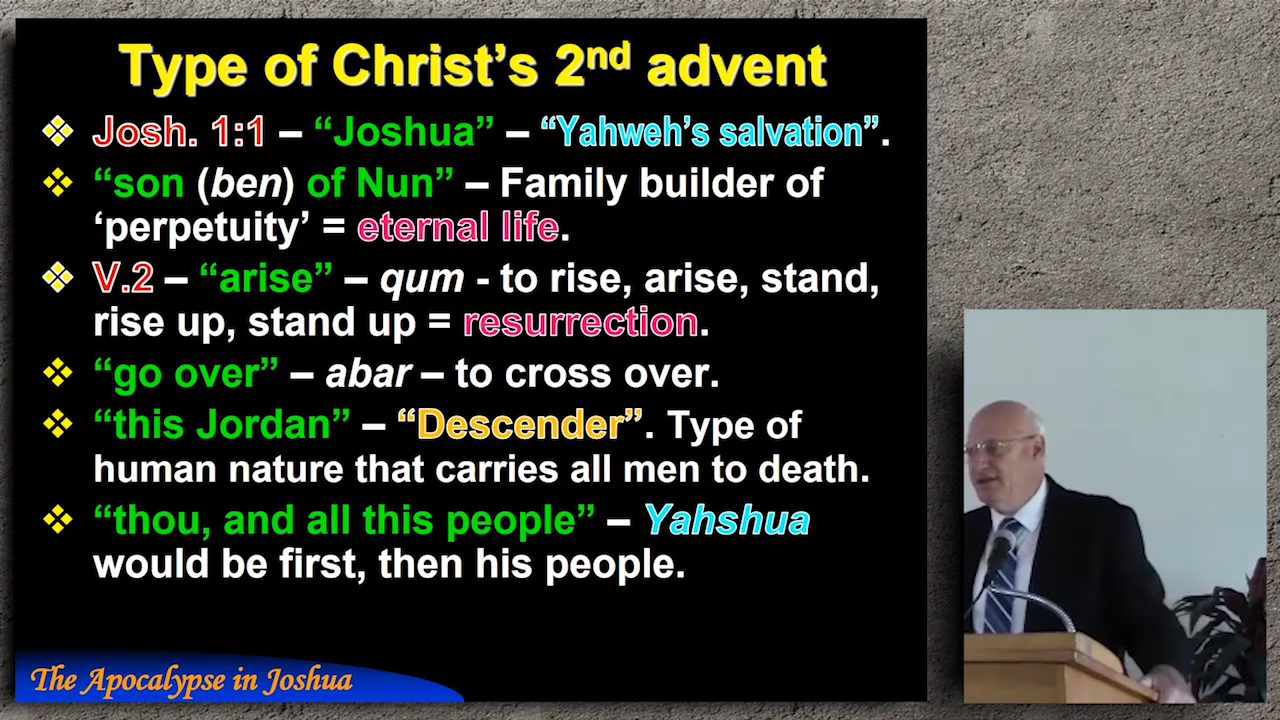 Type of Christ's 2nd advent
❖ Josh. 1:1 – “Joshua” – “Yahweh’s salvation”.
❖ “son (ben) of Nun” – Family builder of
‘perpetuity’ = eternal life.
❖ V.2 – “arise” – qum - to rise, arise, stand,
rise up, stand up = resurrection.
❖ “go over” – abar – to cross over.
❖ “this Jordan” – “Descender”. Type of
human nature that carries all men to death.
❖ “thou, and all this people” – Yahshua
would be first, then his people.
The Apocalypse in Joshua